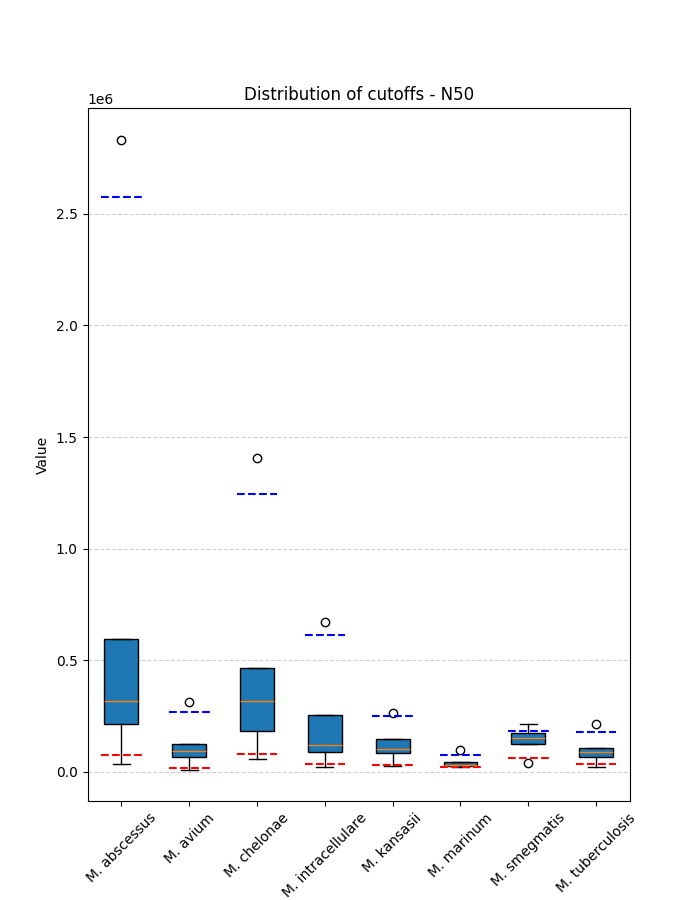 Distribution of cutoffs - N50
1e6
2.5
2.0
1.5
1.0
0.5
0.0
Value
M. abscessus
M. avium
M. chelonae
M. intracellulare
M. kansasii
M. marinum
M. smegmatis
M. tuberculosis